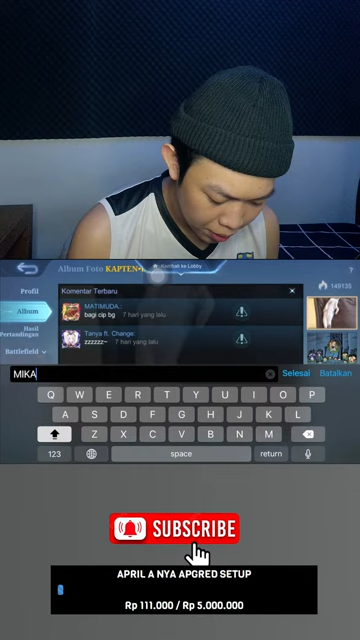 Kembali ke Lobby
Album Foto KAPTEN
149135
Profil
Album
Hasil
Pertandingan
Battlefield
Komentar Terbaru
MATIMUDA.:
bagi cip bg 7 hari yang lalu
Tanya ft. Change:
zzzzzz~ 7 hari yang lalu
MIKA
Selesai
Batalkan
Q W E R T Y U I O P
A S D F G H J K L
Z X C V B N M
123
space
return
SUBSCRIBE
APRIL A NYA APGRED SETUP
Rp 111.000 / Rp 5.000.000